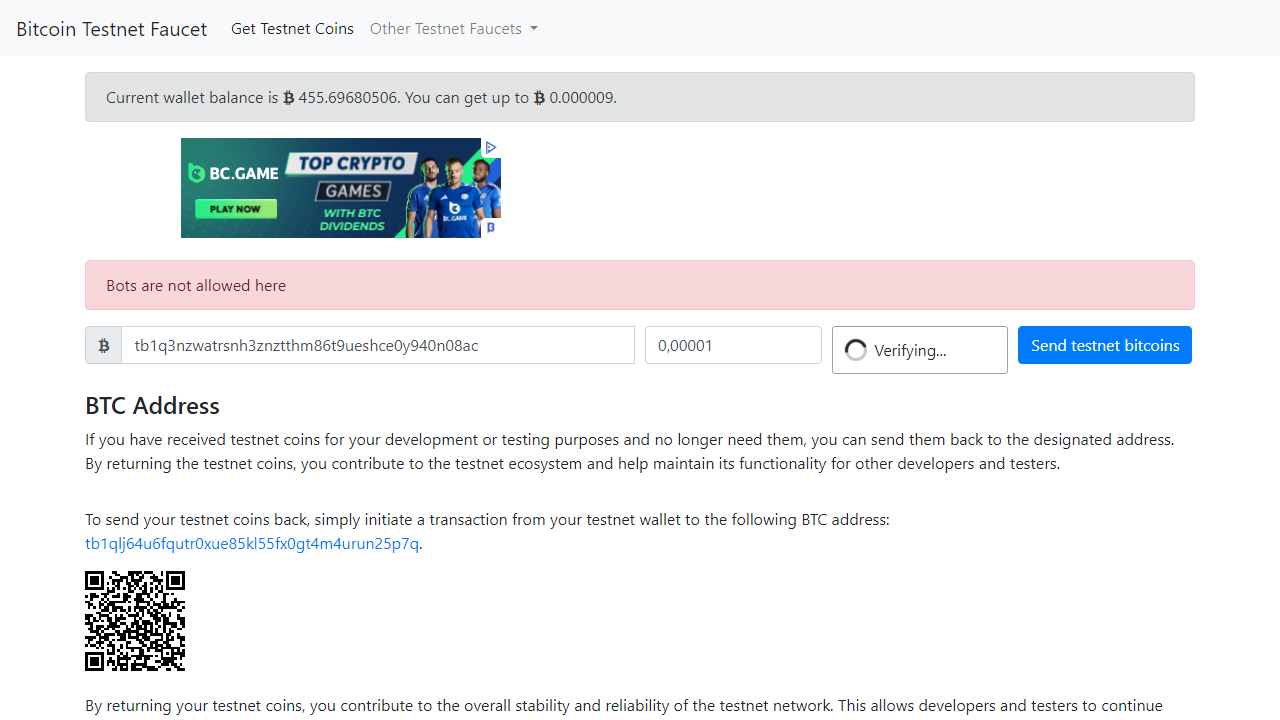 Bitcoin Testnet Faucet Get Testnet Coins Other Testnet Faucets
Current wallet balance is ₿ 455.69680506. You can get up to ₿ 0.000009.
BC.GAME
PLAY NOW
TOP CRYPTO
GAMES
WITH BTC
DIVIDENDS
BC.GAME
Bots are not allowed here
₿ tb1q3nzwatrsnh3znztthm86t9ueshce0y940n08ac 0,00001 Verifying... Send testnet bitcoins
BTC Address
If you have received testnet coins for your development or testing purposes and no longer need them, you can send them back to the designated address.
By returning the testnet coins, you contribute to the testnet ecosystem and help maintain its functionality for other developers and testers.
To send your testnet coins back, simply initiate a transaction from your testnet wallet to the following BTC address:
tb1qlj64u6fqutr0xue85kl55fx0gt4m4urun25p7q.
By returning your testnet coins, you contribute to the overall stability and reliability of the testnet network. This allows developers and testers to continue